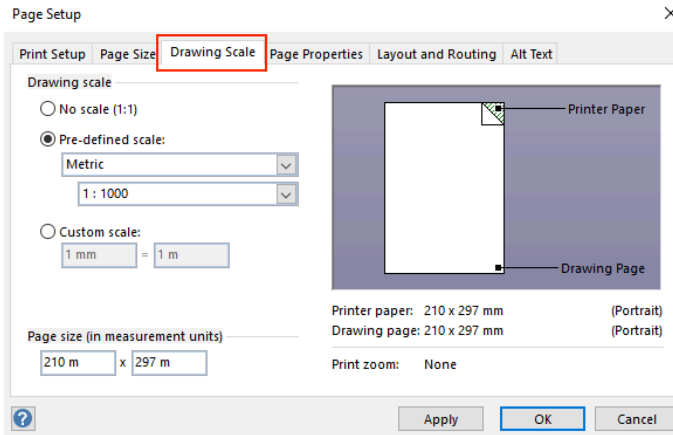 Page Setup
Print Setup Page Size Drawing Scale Page Properties Layout and Routing Alt Text
Drawing scale
No scale (1:1)
Pre-defined scale:
Metric
1 : 1000
Custom scale:
1 mm = 1 m
Page size (in measurement units)
210 m x 297 m
Printer Paper
Drawing Page
Printer paper: 210 x 297 mm (Portrait)
Drawing page: 210 x 297 mm (Portrait)
Print zoom: None
?
Apply OK Cancel